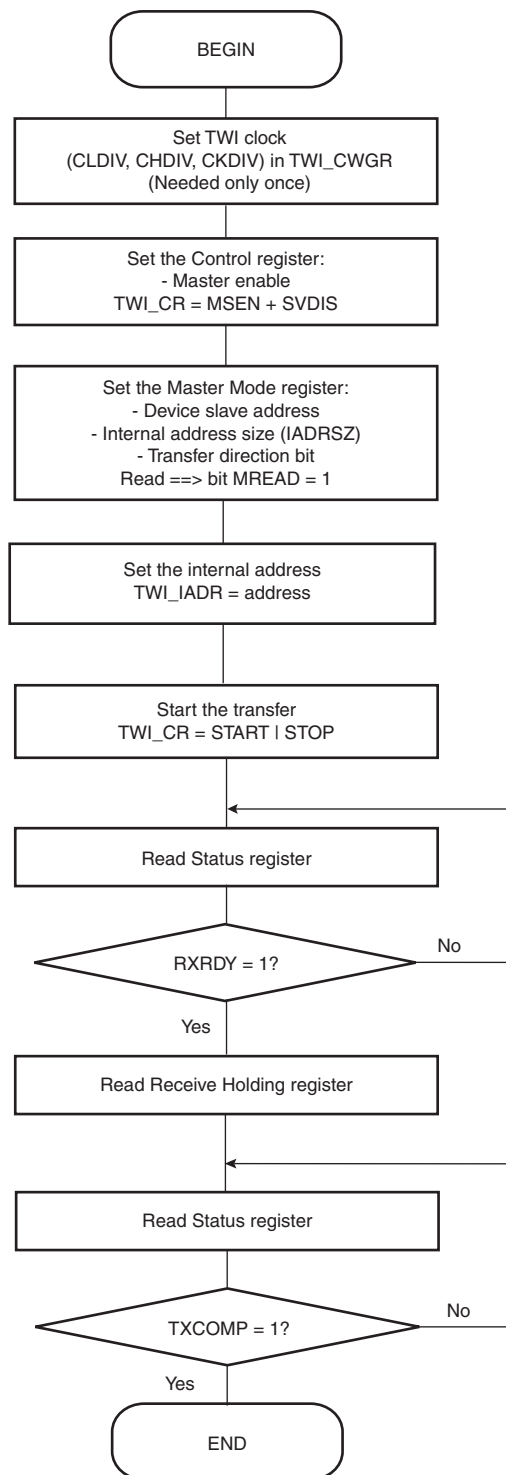 BEGIN
Set TWI clock
(CLDIV, CHDIV, CKDIV) in TWI_CWGR
(Needed only once)
Set the Control register:
- Master enable
TWI_CR = MSEN + SVDIS
Set the Master Mode register:
- Device slave address
- Internal address size (IADRSZ)
- Transfer direction bit
Read ==> bit MREAD = 1
Set the internal address
TWI_IADR = address
Start the transfer
TWI_CR = START | STOP
Read Status register
RXRDY = 1?
No
Yes
Read Receive Holding register
Read Status register
TXCOMP = 1?
No
Yes
END